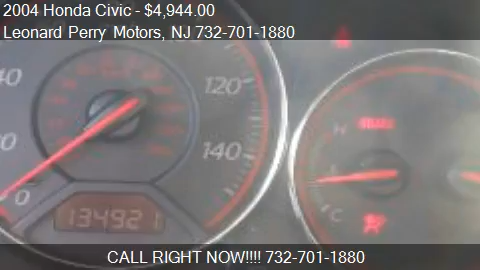 2004 Honda Civic - $4,944.00
Leonard Perry Motors, NJ 732-701-1880
120
140
0
H
C
134921
CALL RIGHT NOW!!!! 732-701-1880